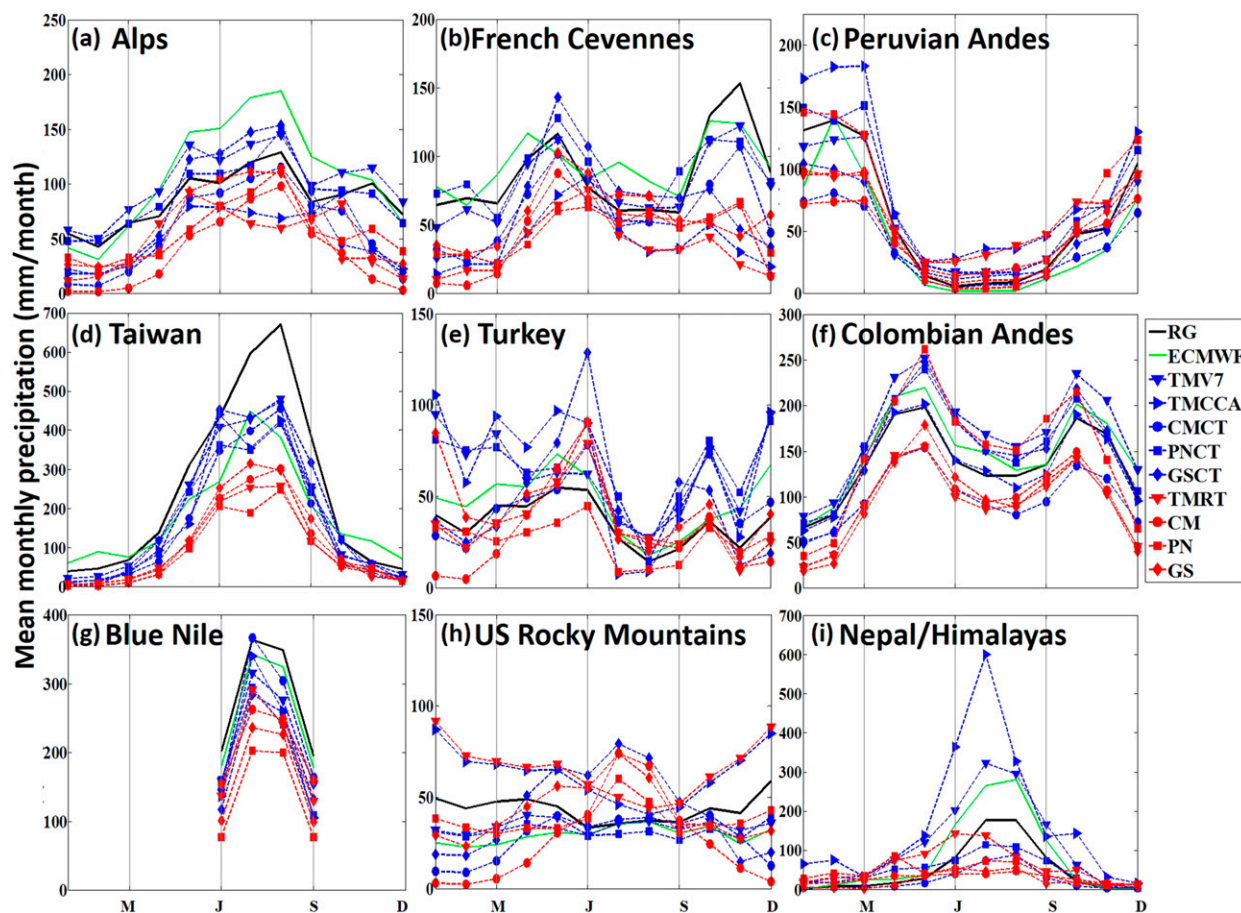 Mean monthly precipitation (mm/month)
(a) Alps
(b) French Cevennes
(c) Peruvian Andes
250
200
150
100
50
0
200
150
100
50
0
200
150
100
50
0
(d) Taiwan
(e) Turkey
(f) Colombian Andes
700
600
500
400
300
200
100
0
150
100
50
0
300
250
200
150
100
50
0
RG
ECMWF
TMV7
TMCCA
CMCT
PNCT
GSCT
TMRT
CM
PN
GS
(g) Blue Nile
(h) US Rocky Mountains
(i) Nepal/Himalayas
400
350
300
200
100
0
150
100
50
0
700
600
500
400
300
200
100
0
M J S D
M J S D
M J S D